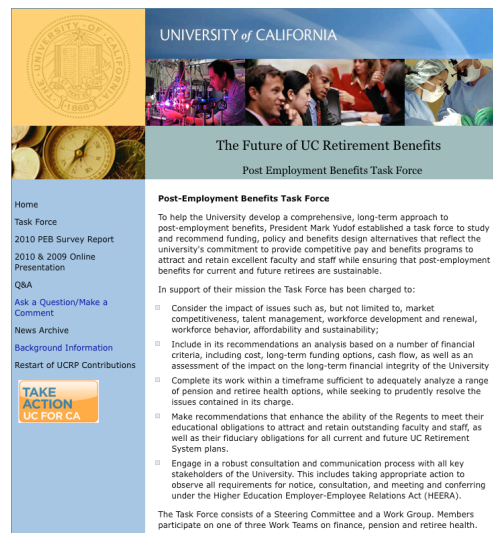 UNIVERSITY of CALIFORNIA
The Future of UC Retirement Benefits
Post Employment Benefits Task Force
Home
Task Force
2010 PEB Survey Report
2010 & 2009 Online
Presentation
Q&A
Ask a Question/Make a
Comment
News Archive
Background Information
Restart of UCRP Contributions
TAKE
ACTION
UC FOR CA
Post-Employment Benefits Task Force
To help the University develop a comprehensive, long-term approach to
post-employment benefits, President Mark Yudof established a task force to study
and recommend funding, policy and benefits design alternatives that reflect the
university's commitment to provide competitive pay and benefits programs to
attract and retain excellent faculty and staff while ensuring that post-employment
benefits for current and future retirees are sustainable.
In support of their mission the Task Force has been charged to:
Consider the impact of issues such as, but not limited to, market
competitiveness, talent management, workforce development and renewal,
workforce behavior, affordability and sustainability;
Include in its recommendations an analysis based on a number of financial
criteria, including cost, long-term funding options, cash flow, as well as an
assessment of the impact on the long-term financial integrity of the University
Complete its work within a timeframe sufficient to adequately analyze a range
of pension and retiree health options, while seeking to prudently resolve the
issues contained in its charge.
Make recommendations that enhance the ability of the Regents to meet their
educational obligations to attract and retain outstanding faculty and staff, as
well as their fiduciary obligations for all current and future UC Retirement
System plans.
Engage in a robust consultation and communication process with all key
stakeholders of the University. This includes taking appropriate action to
observe all requirements for notice, consultation, and meeting and conferring
under the Higher Education Employer-Employee Relations Act (HEERA).
The Task Force consists of a Steering Committee and a Work Group. Members
participate on one of three Work Teams on finance, pension and retiree health.